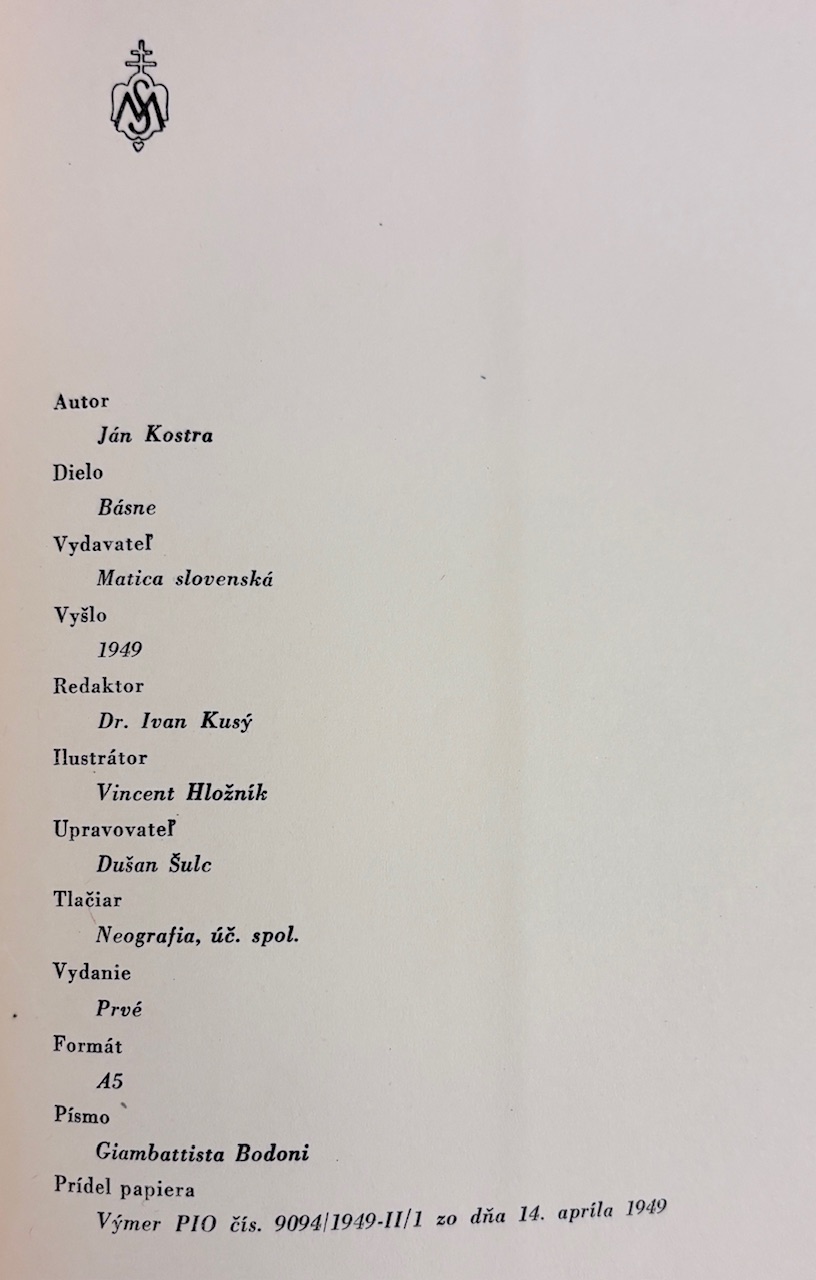 MS
Autor
Ján Kostra
Dielo
Básne
Vydavateľ
Matica slovenská
Vyšlo
1949
Redaktor
Dr. Ivan Kusý
Ilustrátor
Vincent Hložník
Upravovateľ
Dušan Šulc
Tlačiar
Neografia, úč. spol.
Vydanie
Prvé
Formát
A5
Písmo
Giambattista Bodoni
Prídel papiera
Výmer PIO čís. 9094/1949-II/1 zo dňa 14. apríla 1949